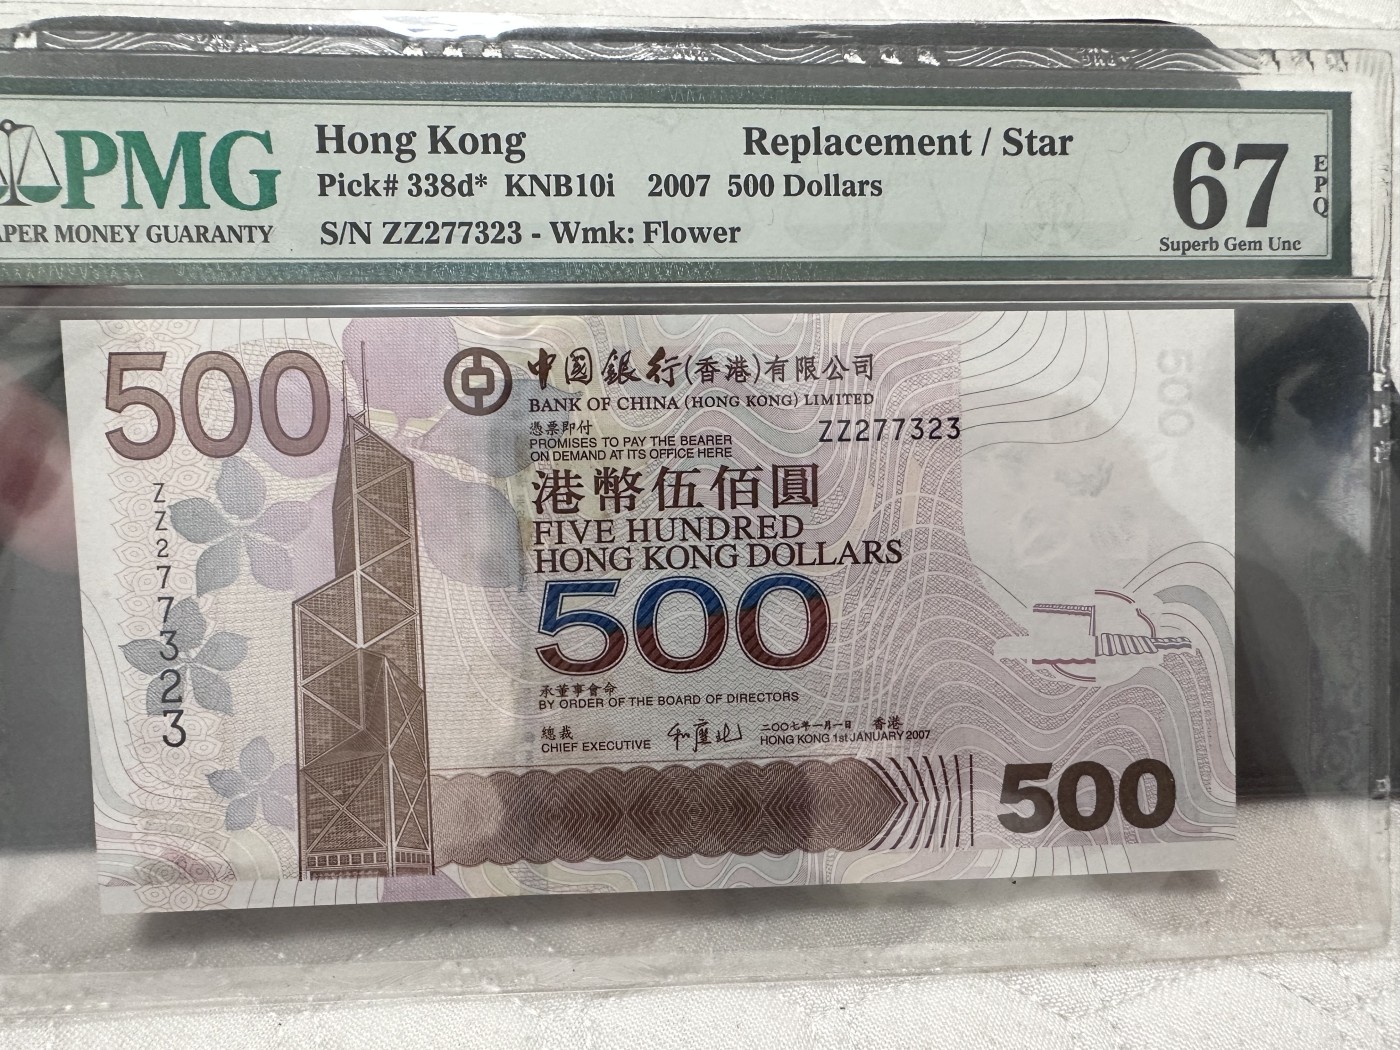 PMG
PAPER MONEY GUARANTY
Hong Kong
Replacement / Star
Pick# 338d* KNB10i 2007 500 Dollars
S/N ZZ277323 - Wmk: Flower
67
EPQ
Superb Gem Unc
500
中國銀行(香港)有限公司
BANK OF CHINA (HONG KONG) LIMITED
憑票即付
PROMISES TO PAY THE BEARER
ON DEMAND AT ITS OFFICE HERE
ZZ277323
港幣伍佰圓
FIVE HUNDRED
HONG KONG DOLLARS
500
ZZ277323
承董事會命
BY ORDER OF THE BOARD OF DIRECTORS
總裁
CHIEF EXECUTIVE
二〇〇七年一月一日 香港
HONG KONG 1st JANUARY 2007
500
500